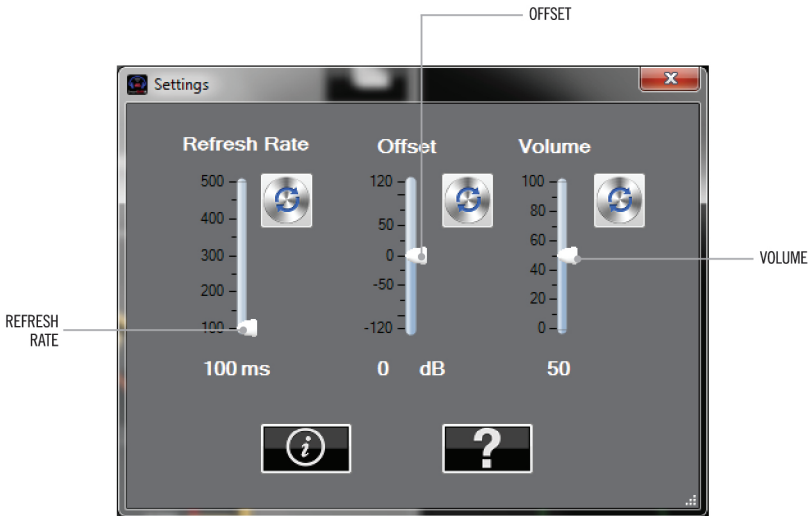 OFFSET
Settings
x
Refresh Rate
Offset
Volume
500
400
300
200
100
120
50
0
-50
-120
100
80
60
40
20
0
VOLUME
REFRESH
RATE
100 ms
0 dB
50
i
?